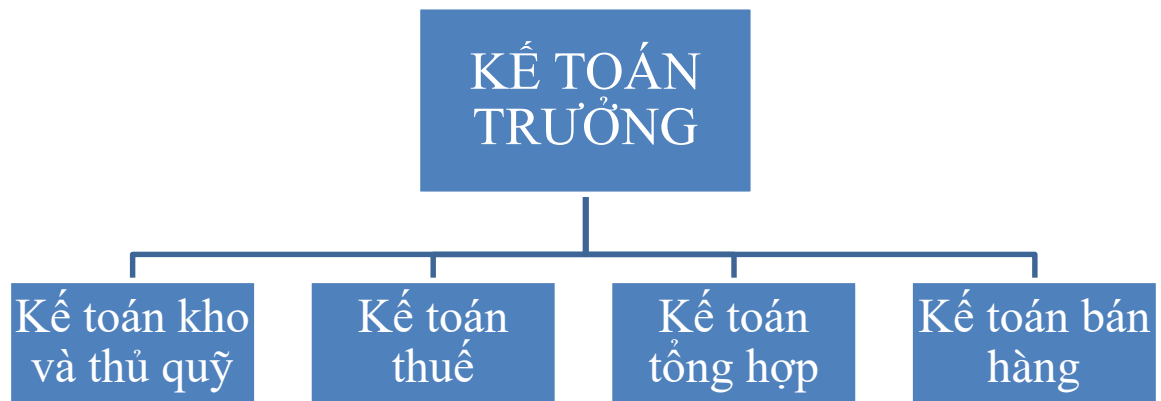 KẾ TOÁN
TRƯỞNG
Kế toán kho
và thủ quỹ
Kế toán
thuế
Kế toán
tổng hợp
Kế toán bán
hàng